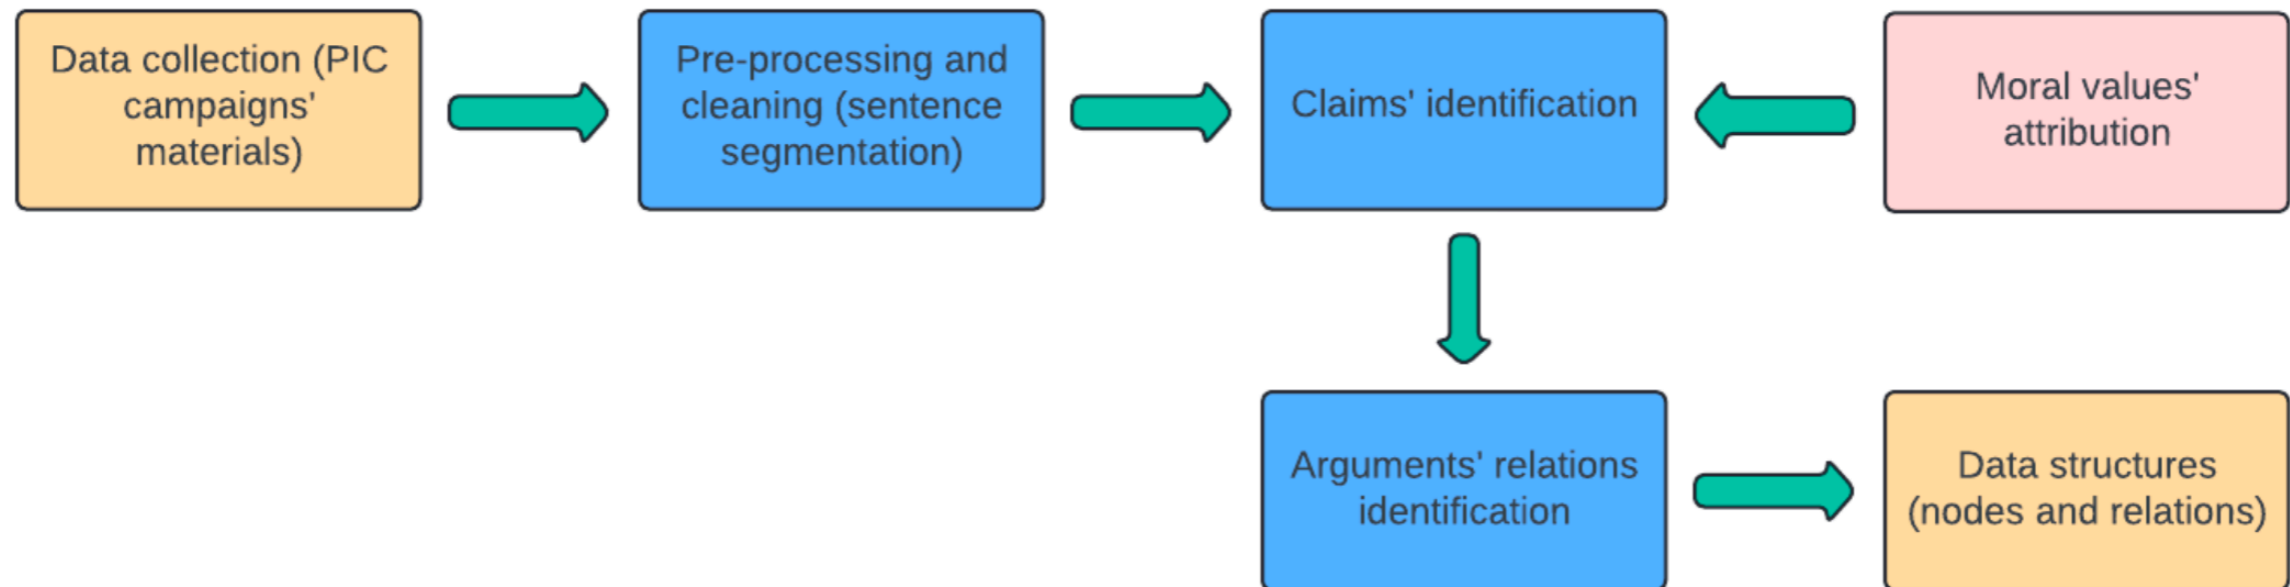 Data collection (PIC
campaigns'
materials)
Pre-processing and
cleaning (sentence
segmentation)
Claims' identification
Moral values'
attribution
Arguments' relations
identification
Data structures
(nodes and relations)